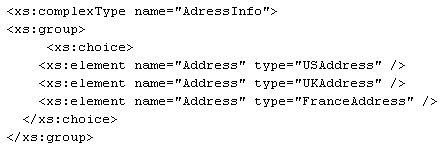 <xs:complexType name="AdressInfo">
<xs:group>
<xs:choice>
<xs:element name="Address" type="USAddress" />
<xs:element name="Address" type="UKAddress" />
<xs:element name="Address" type="FranceAddress" />
</xs:choice>
</xs:group>